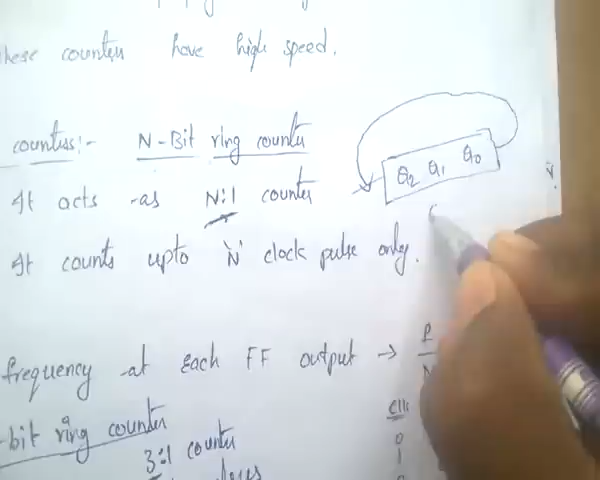 these counters have high speed.
counters:- N-Bit ring counter
Q2 Q1 Q0
It acts -as N:1 counter
It counts upto 'N' clock pulse only.
frequency at each FF output → f
N
-bit ring counter
3:1 counter
Clk
0
1